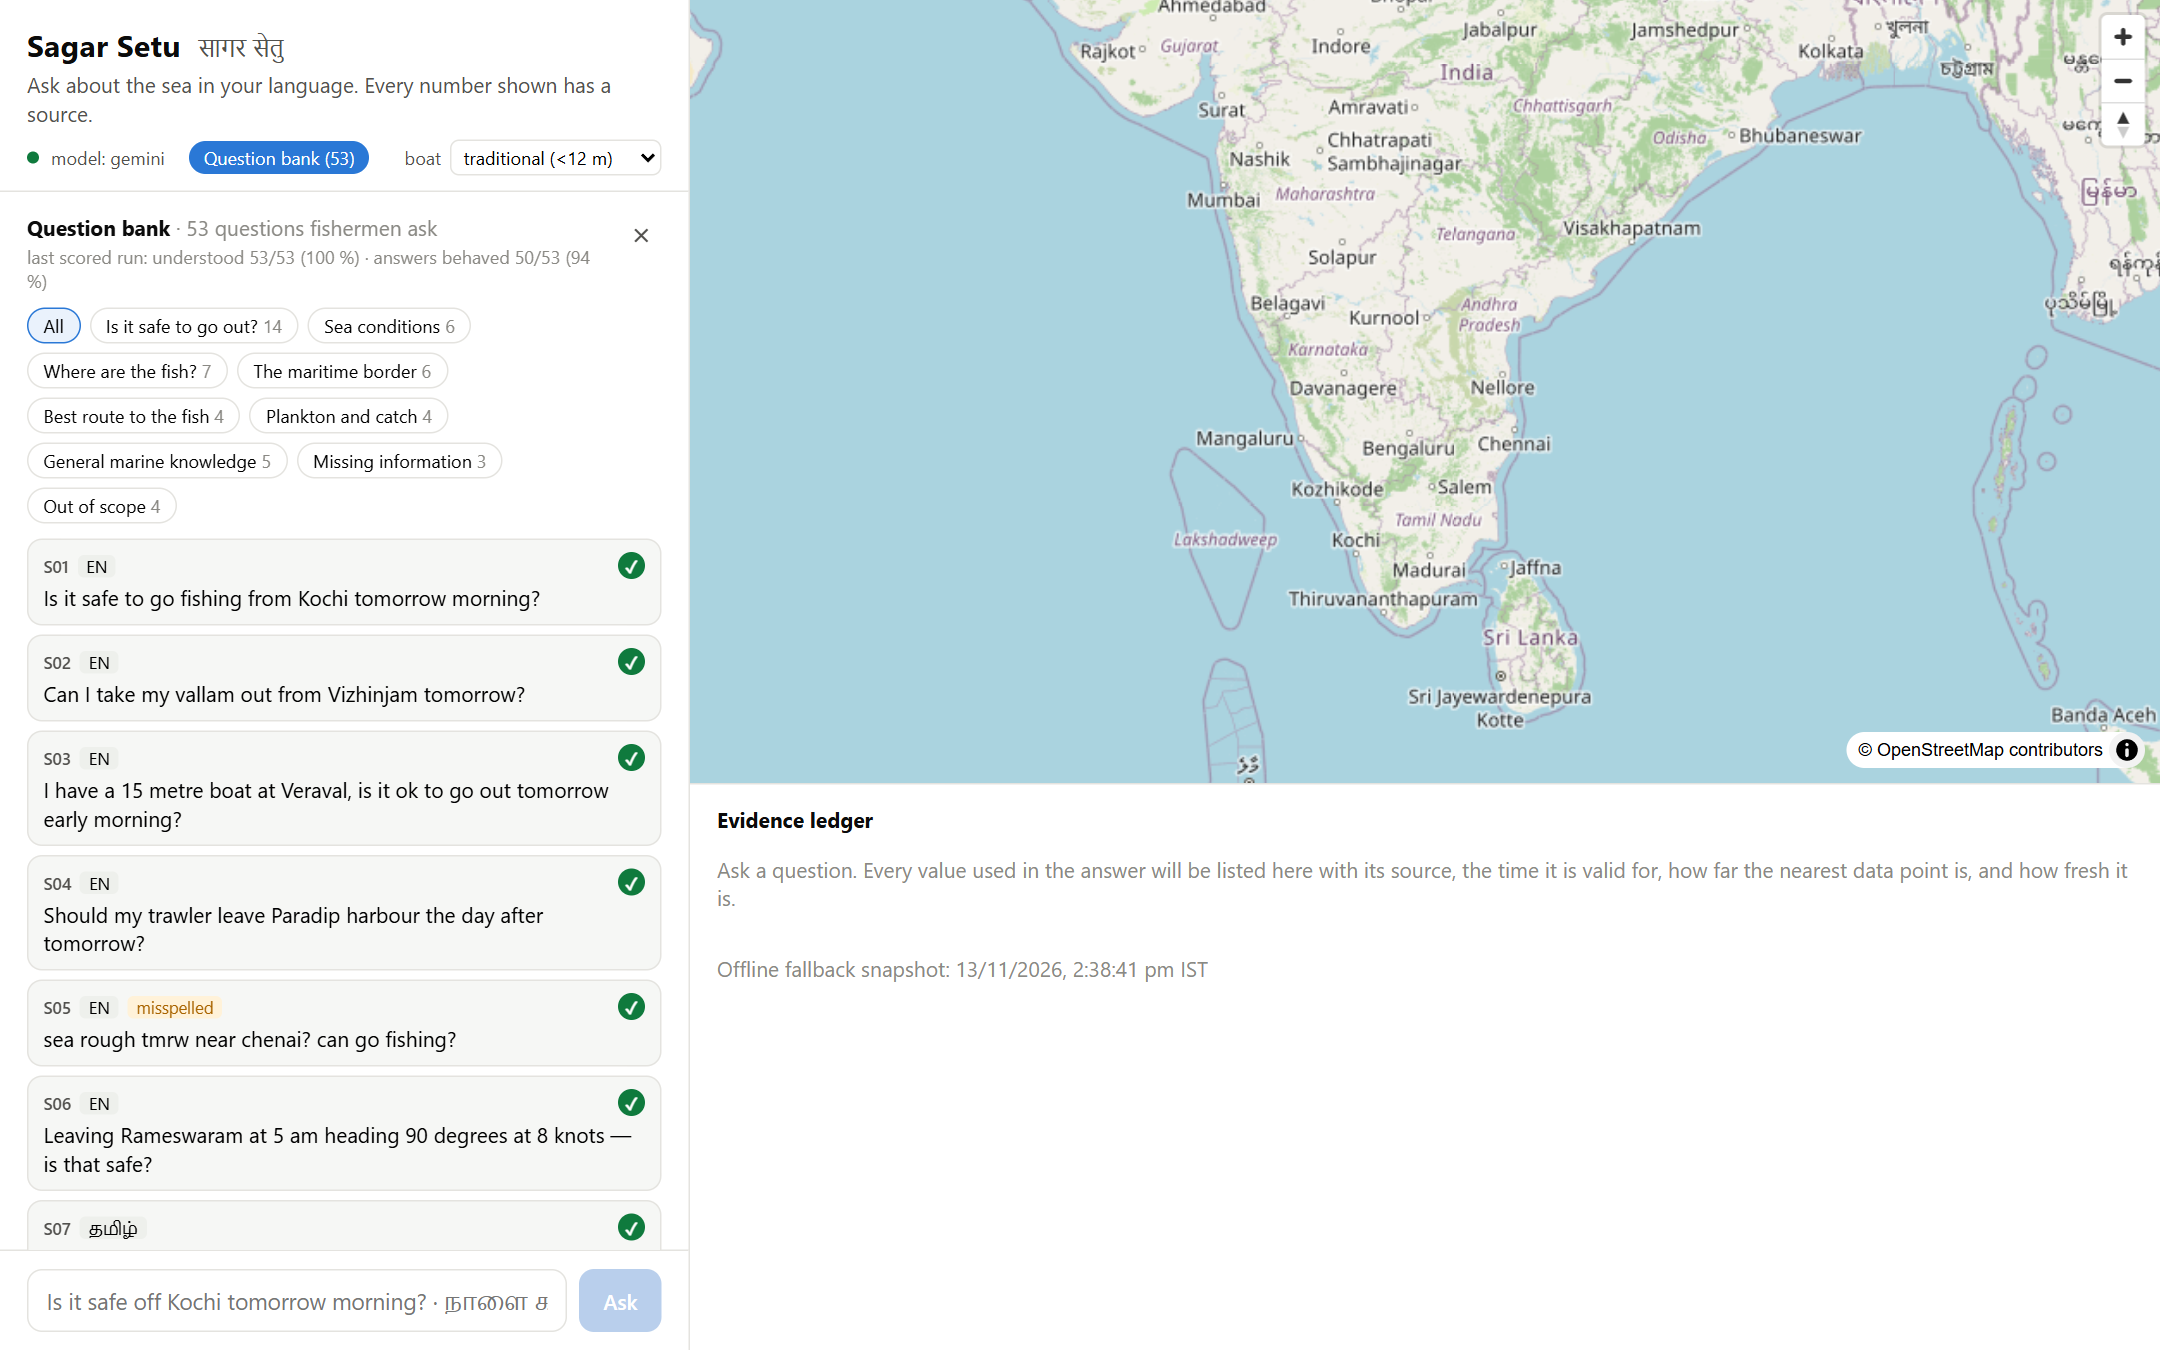 Sagar Setu सागर सेतु
Ask about the sea in your language. Every number shown has a
source.
model: gemini
Question bank (53)
boat
traditional (<12 m)
Question bank · 53 questions fishermen ask
last scored run: understood 53/53 (100 %) · answers behaved 50/53 (94
%)
All
Is it safe to go out? 14
Sea conditions 6
Where are the fish? 7
The maritime border 6
Best route to the fish 4
Plankton and catch 4
General marine knowledge 5
Missing information 3
Out of scope 4
S01 EN
Is it safe to go fishing from Kochi tomorrow morning?
S02 EN
Can I take my vallam out from Vizhinjam tomorrow?
S03 EN
I have a 15 metre boat at Veraval, is it ok to go out tomorrow
early morning?
S04 EN
Should my trawler leave Paradip harbour the day after
tomorrow?
S05 EN misspelled
sea rough tmrw near chenai? can go fishing?
S06 EN
Leaving Rameswaram at 5 am heading 90 degrees at 8 knots —
is that safe?
S07 தமிழ்
Is it safe off Kochi tomorrow morning? · நாளை ச
Ask
Ahmedabad
Rajkot
Gujarat
Indore
Jabalpur
Jamshedpur
Kolkata
খুলনা
চট্টগ্রাম
India
Surat
Amravati
Chhattisgarh
Chhatrapati
Sambhajinagar
Odisha
Bhubaneswar
Nashik
Mumbai
Maharashtra
မြန်မာ
Telangana
Visakhapatnam
Solapur
Belagavi
Kurnool
Andhra
Pradesh
Karnataka
Davanagere
Nellore
Mangaluru
Bengaluru
Chennai
Kozhikode
Salem
Tamil Nadu
Lakshadweep
Kochi
Madurai
Jaffna
Thiruvananthapuram
Sri Lanka
Sri Jayewardenepura
Kotte
Banda Aceh
© OpenStreetMap contributors
Evidence ledger
Ask a question. Every value used in the answer will be listed here with its source, the time it is valid for, how far the nearest data point is, and how fresh it
is.
Offline fallback snapshot: 13/11/2026, 2:38:41 pm IST